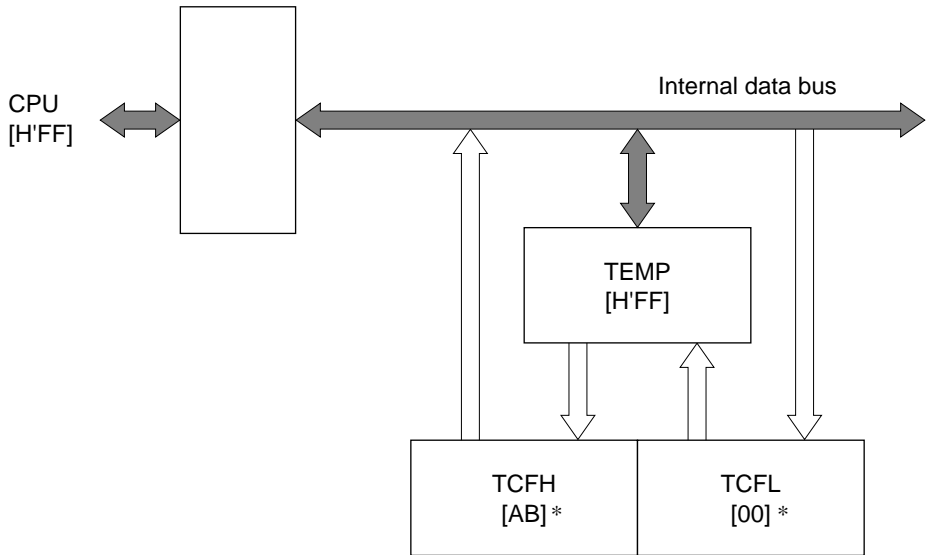 Internal data bus
CPU
[H'FF]
TEMP
[H'FF]
TCFH
[AB] *
TCFL
[00] *